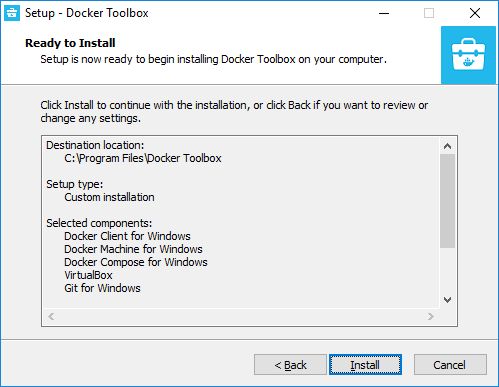 Setup - Docker Toolbox
Ready to Install
Setup is now ready to begin installing Docker Toolbox on your computer.
Click Install to continue with the installation, or click Back if you want to review or
change any settings.
Destination location:
C:\Program Files\Docker Toolbox
Setup type:
Custom installation
Selected components:
Docker Client for Windows
Docker Machine for Windows
Docker Compose for Windows
VirtualBox
Git for Windows
< Back
Install
Cancel